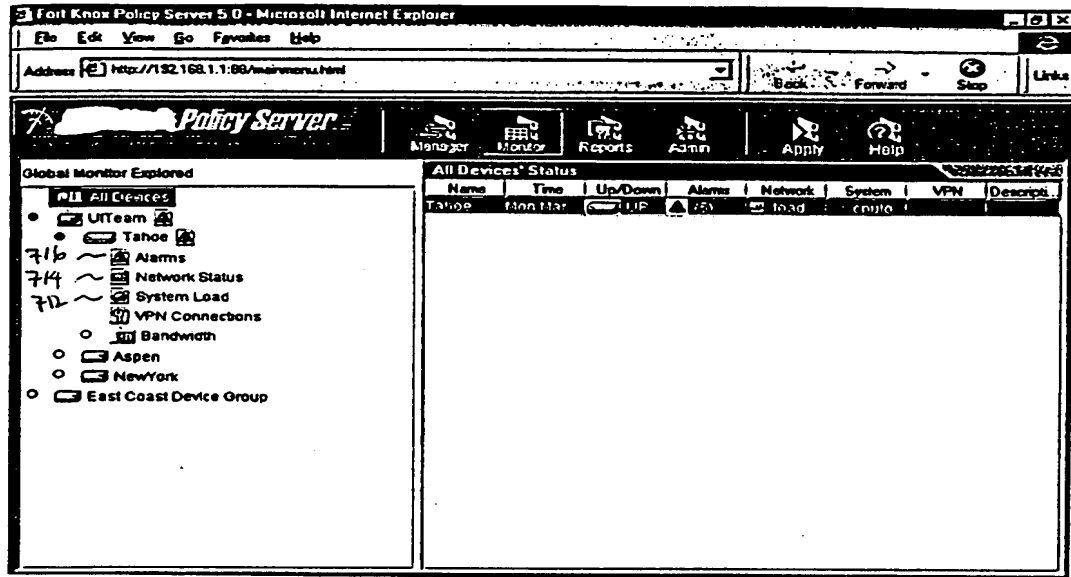 Fort Knox Policy Server 5.0 - Microsoft Internet Explorer
File Edit View Go Favorites Help
Address http://192.168.1.1:88/mainmenu.html
Back Forward Stop Links
Policy Server
Manager Monitor Reports Admin Apply Help
Global Monitor Explored
All Devices
UITeam
Tahoe
716 Alarms
714 Network Status
712 System Load
VPN Connections
Bandwidth
Aspen
NewYork
East Coast Device Group
All Devices' Status
Name Time Up/Down Alarms Network System VPN Descripti...
Tahoe Mon Mar UP load